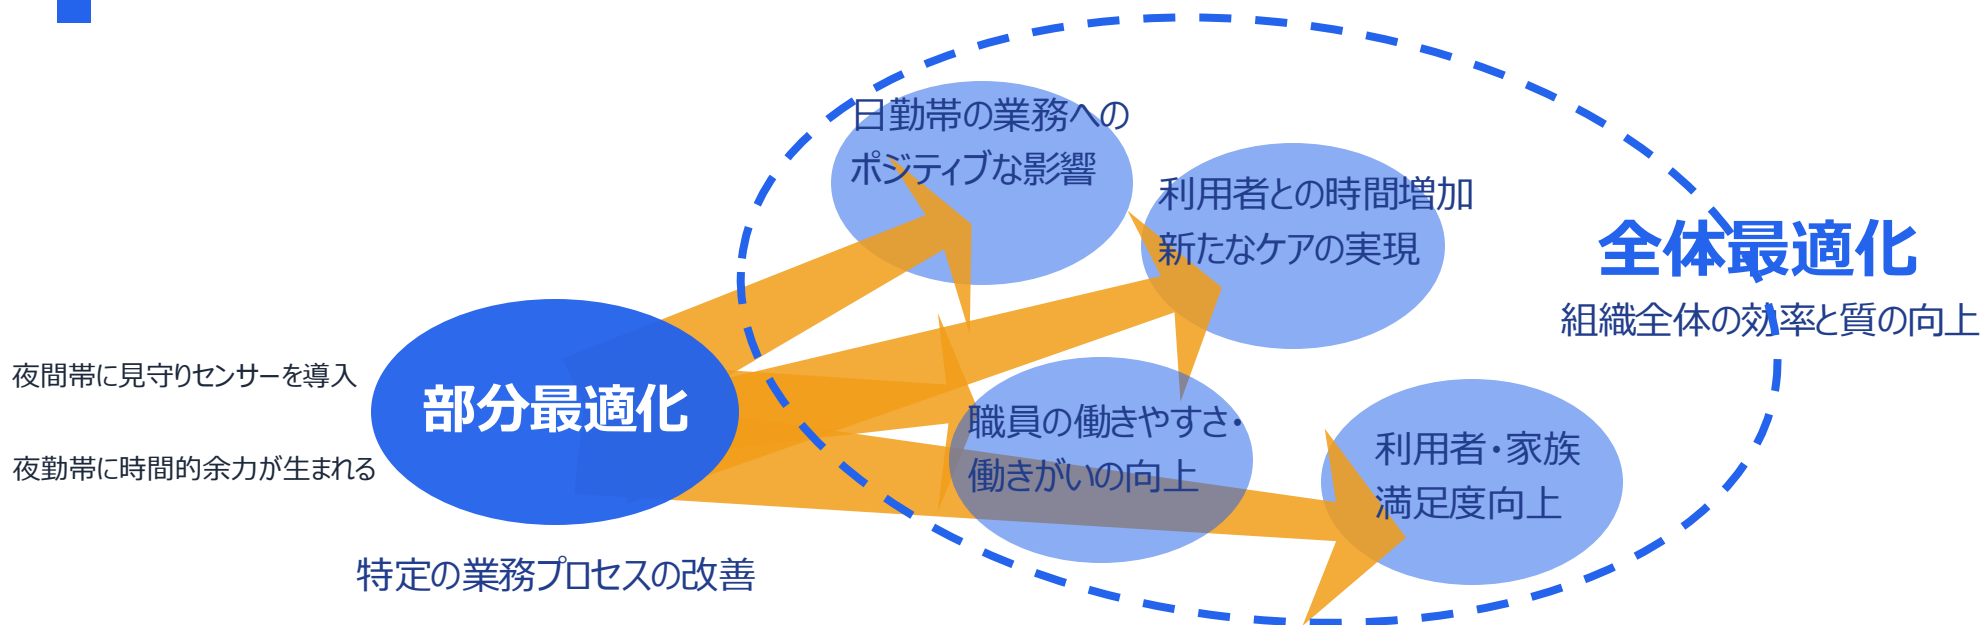 夜間帯に見守りセンサーを導入
夜勤帯に時間的余力が生まれる
部分最適化
特定の業務プロセスの改善
日勤帯の業務への
ポジティブな影響
利用者との時間増加
新たなケアの実現
職員の働きやすさ・
働きがいの向上
利用者・家族
満足度向上
全体最適化
組織全体の効率と質の向上